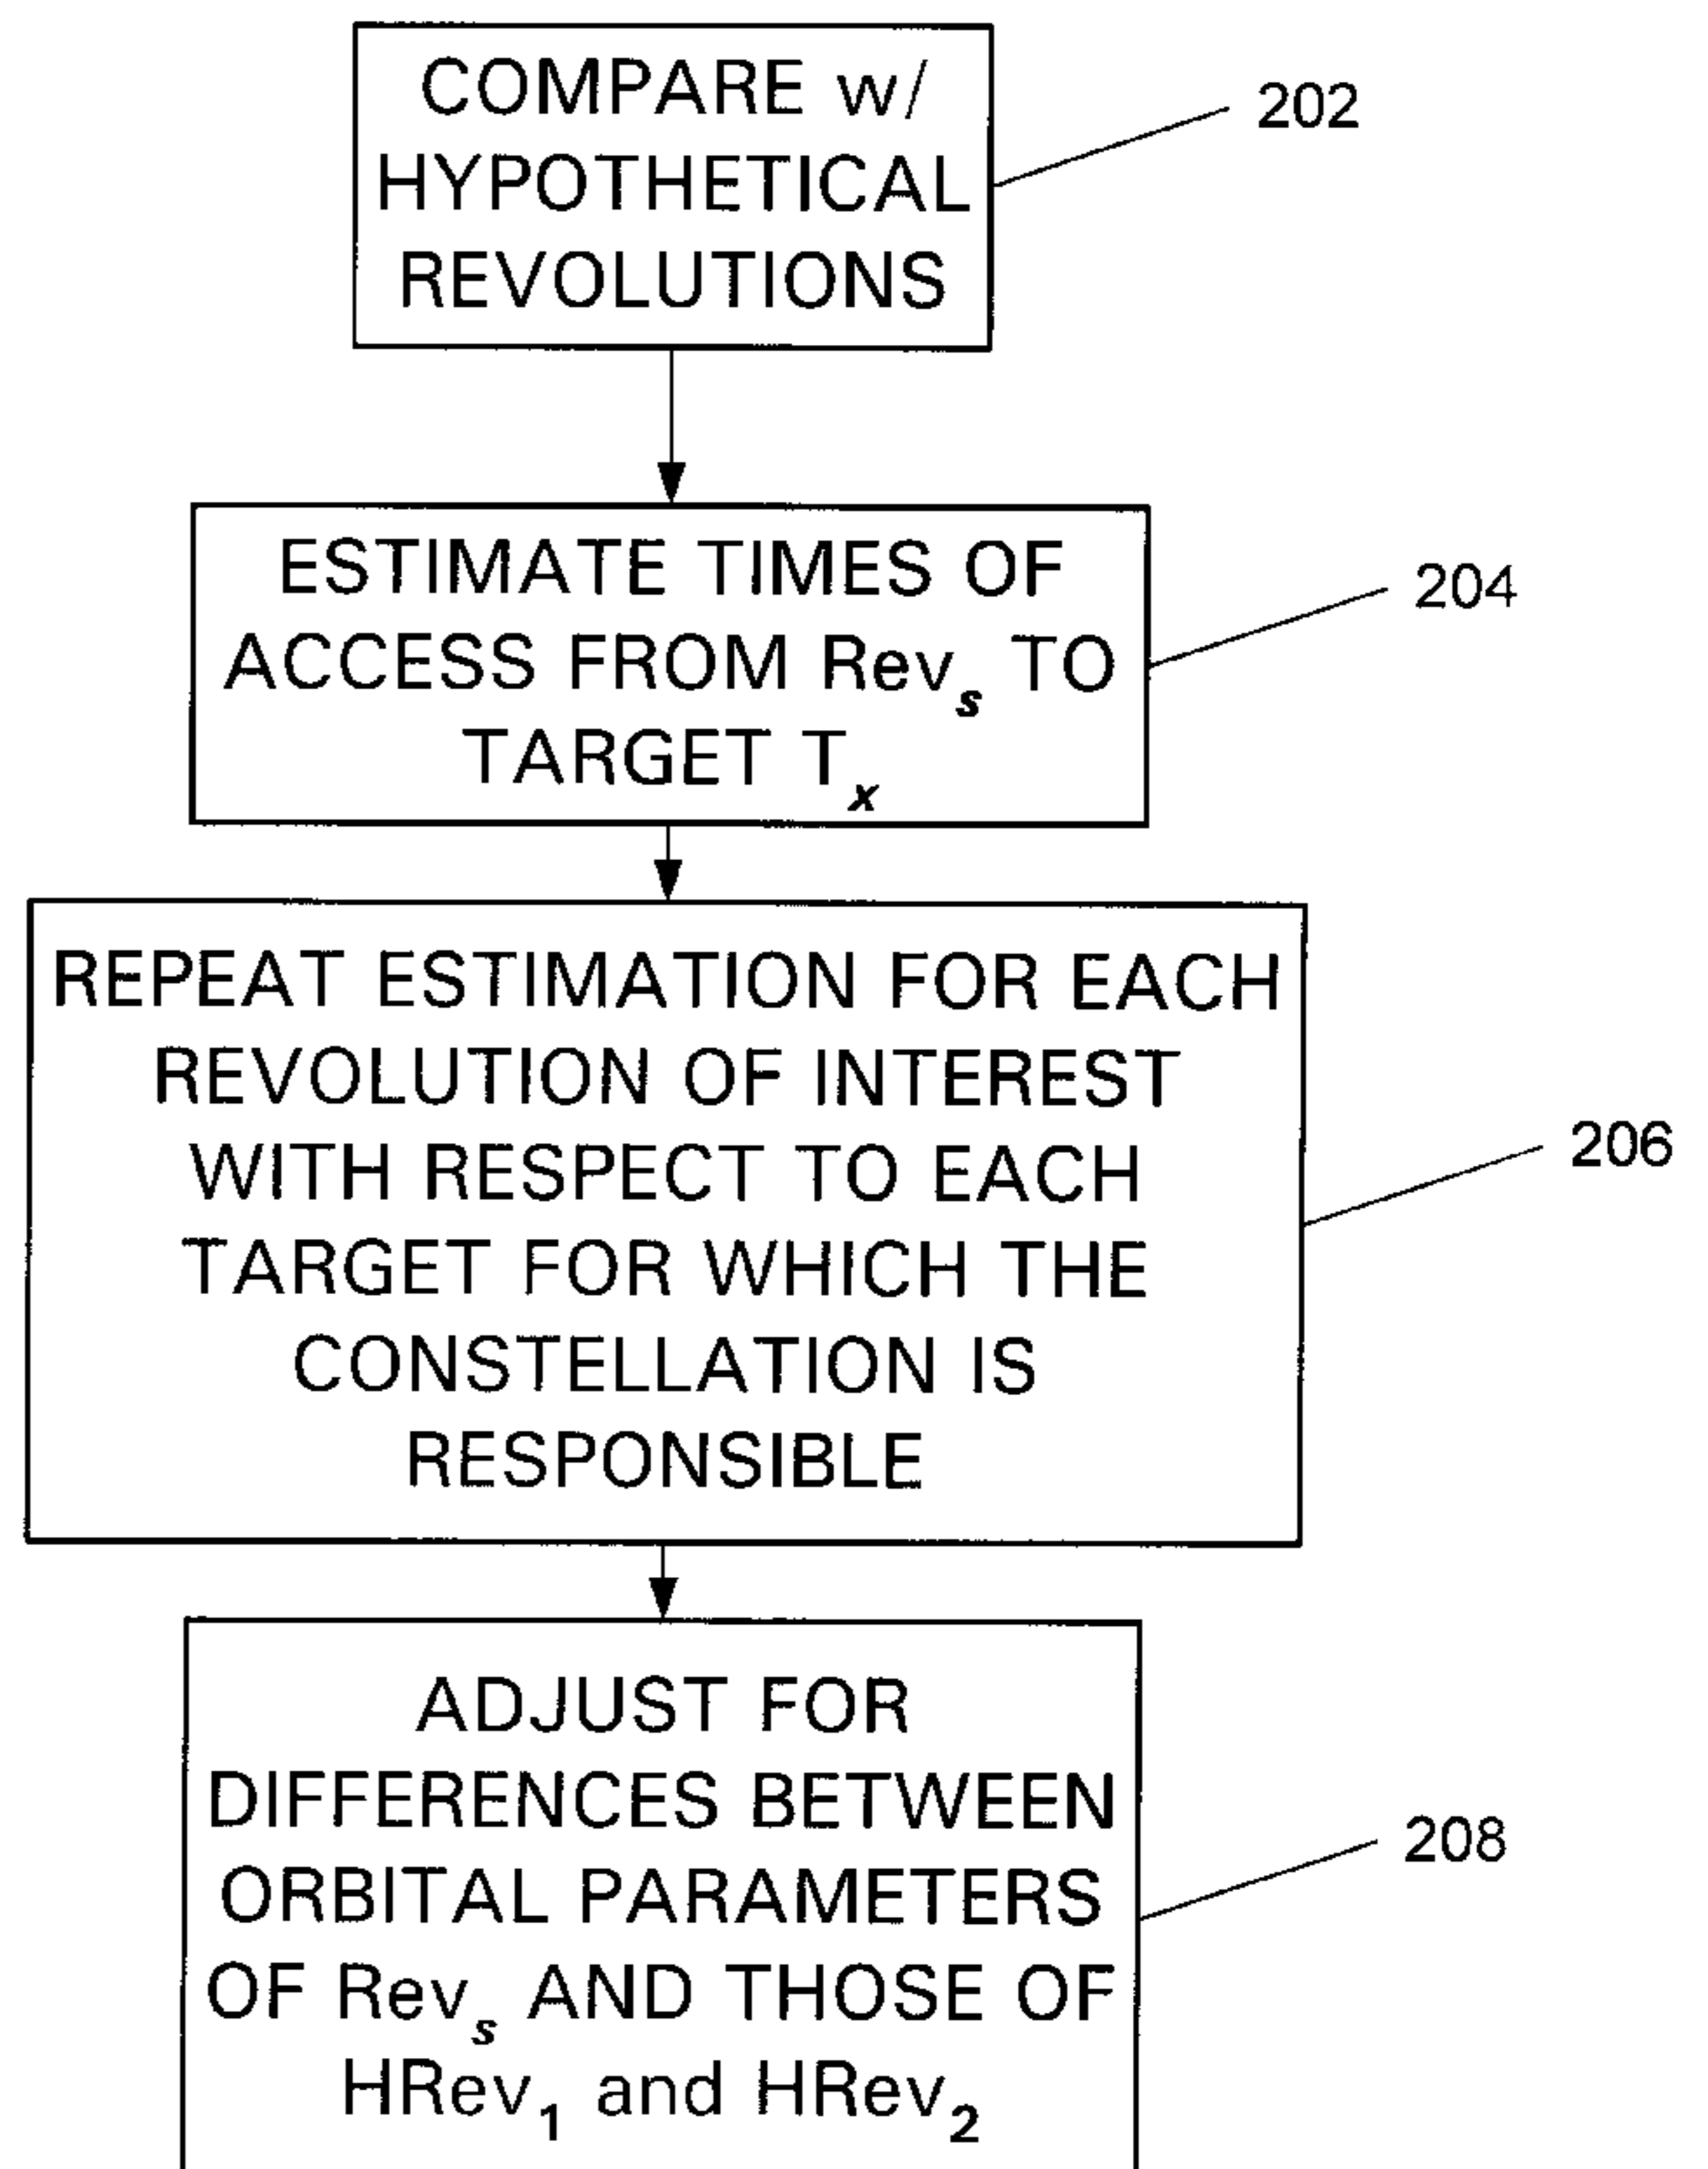 COMPARE w/
HYPOTHETICAL
REVOLUTIONS
202
ESTIMATE TIMES OF
ACCESS FROM Revs TO
TARGET Tx
204
REPEAT ESTIMATION FOR EACH
REVOLUTION OF INTEREST
WITH RESPECT TO EACH
TARGET FOR WHICH THE
CONSTELLATION IS
RESPONSIBLE
206
ADJUST FOR
DIFFERENCES BETWEEN
ORBITAL PARAMETERS
OF Revs AND THOSE OF
HRev1 and HRev2
208